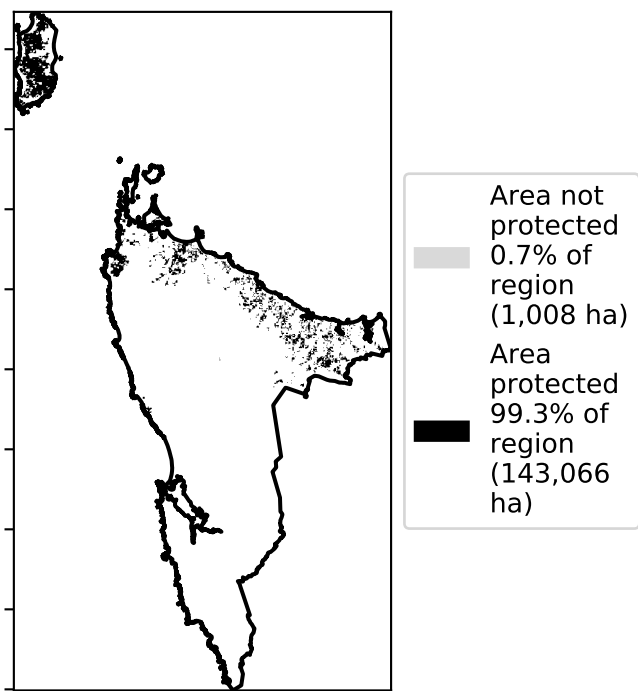 Area not
protected
0.7% of
region
(1,008 ha)
Area
protected
99.3% of
region
(143,066
ha)